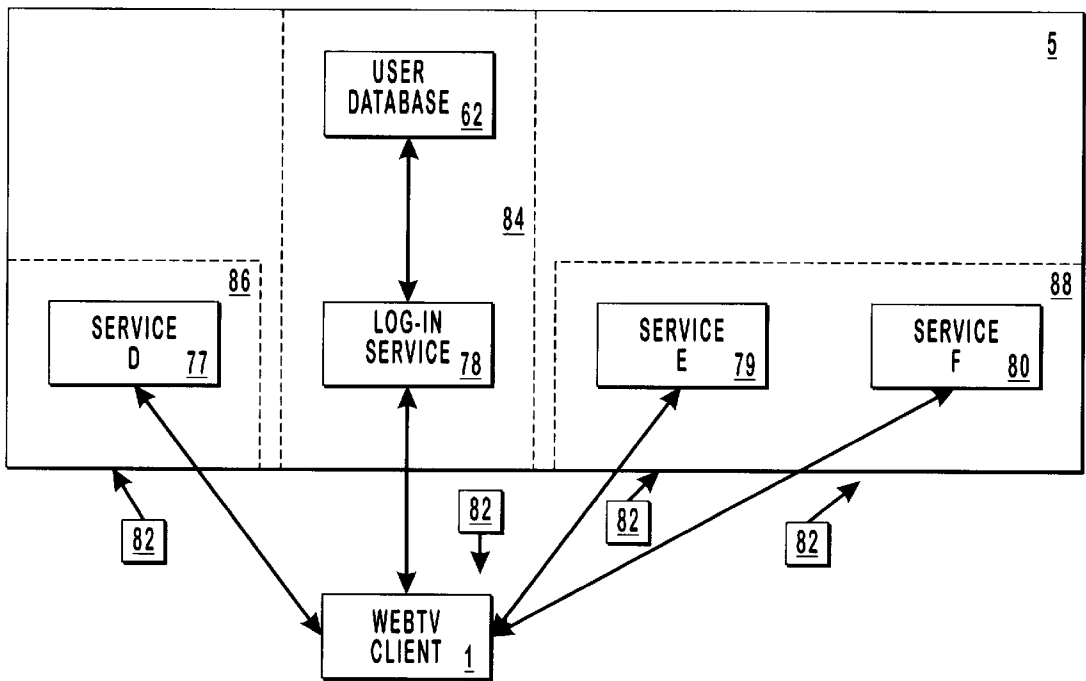 5
USER
DATABASE
62
84
86
88
SERVICE
D
77
LOG-IN
SERVICE
78
SERVICE
E
79
SERVICE
F
80
82
82
82
82
WEBTV
CLIENT
1